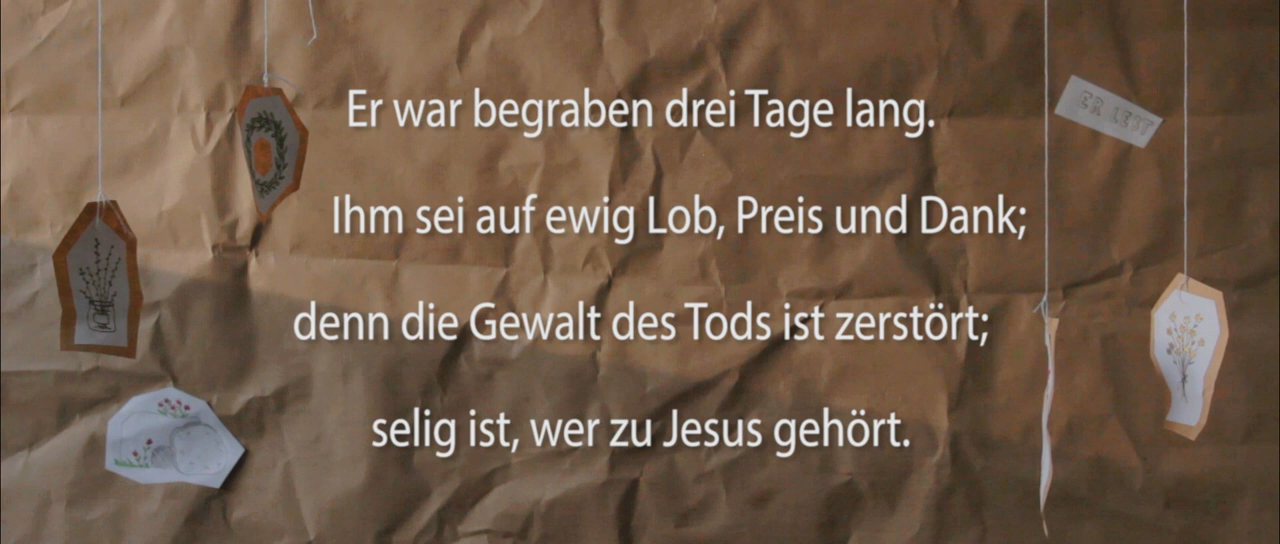 Er war begraben drei Tage lang.
ER LEBT
Ihm sei auf ewig Lob, Preis und Dank;
denn die Gewalt des Tods ist zerstört;
selig ist, wer zu Jesus gehört.